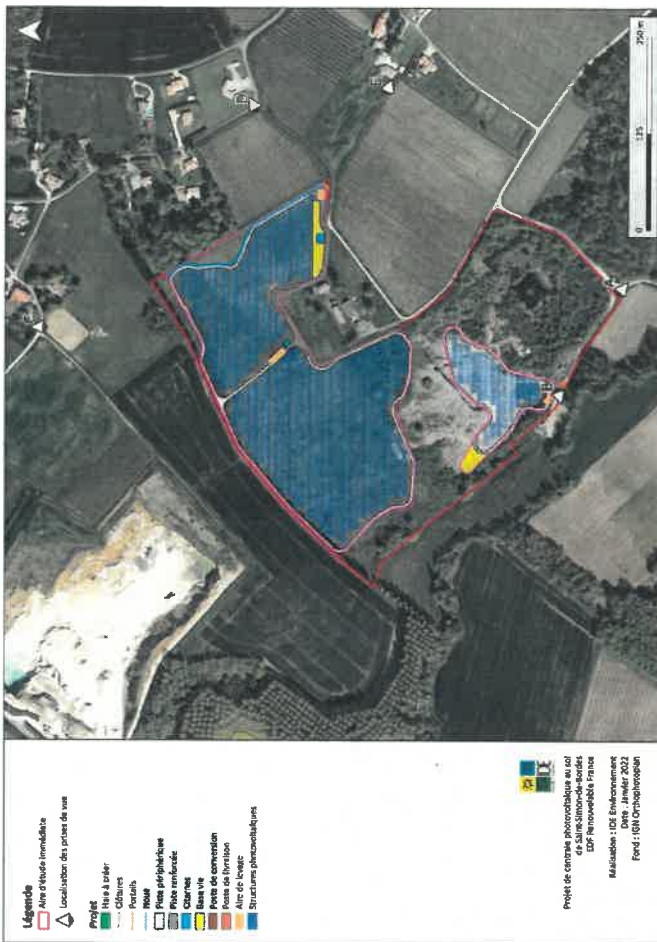 Légende
Aire d'étude immédiate
Localisation des prises de vue
Projet
Haie à créer
Clôtures
Portails
Noue
Piste périphérique
Piste renforcée
Citernes
Base vie
Poste de conversion
Poste de livraison
Aire de levage
Structures photovoltaïques
IDE
Projet de centrale photovoltaïque au sol
de Saint-Simon-de-Bordes
EDF Renouvelable France
Réalisation : IDE Environnement
Date : Janvier 2022
Fond : IGN Orthophotoplan
0
125
250 m